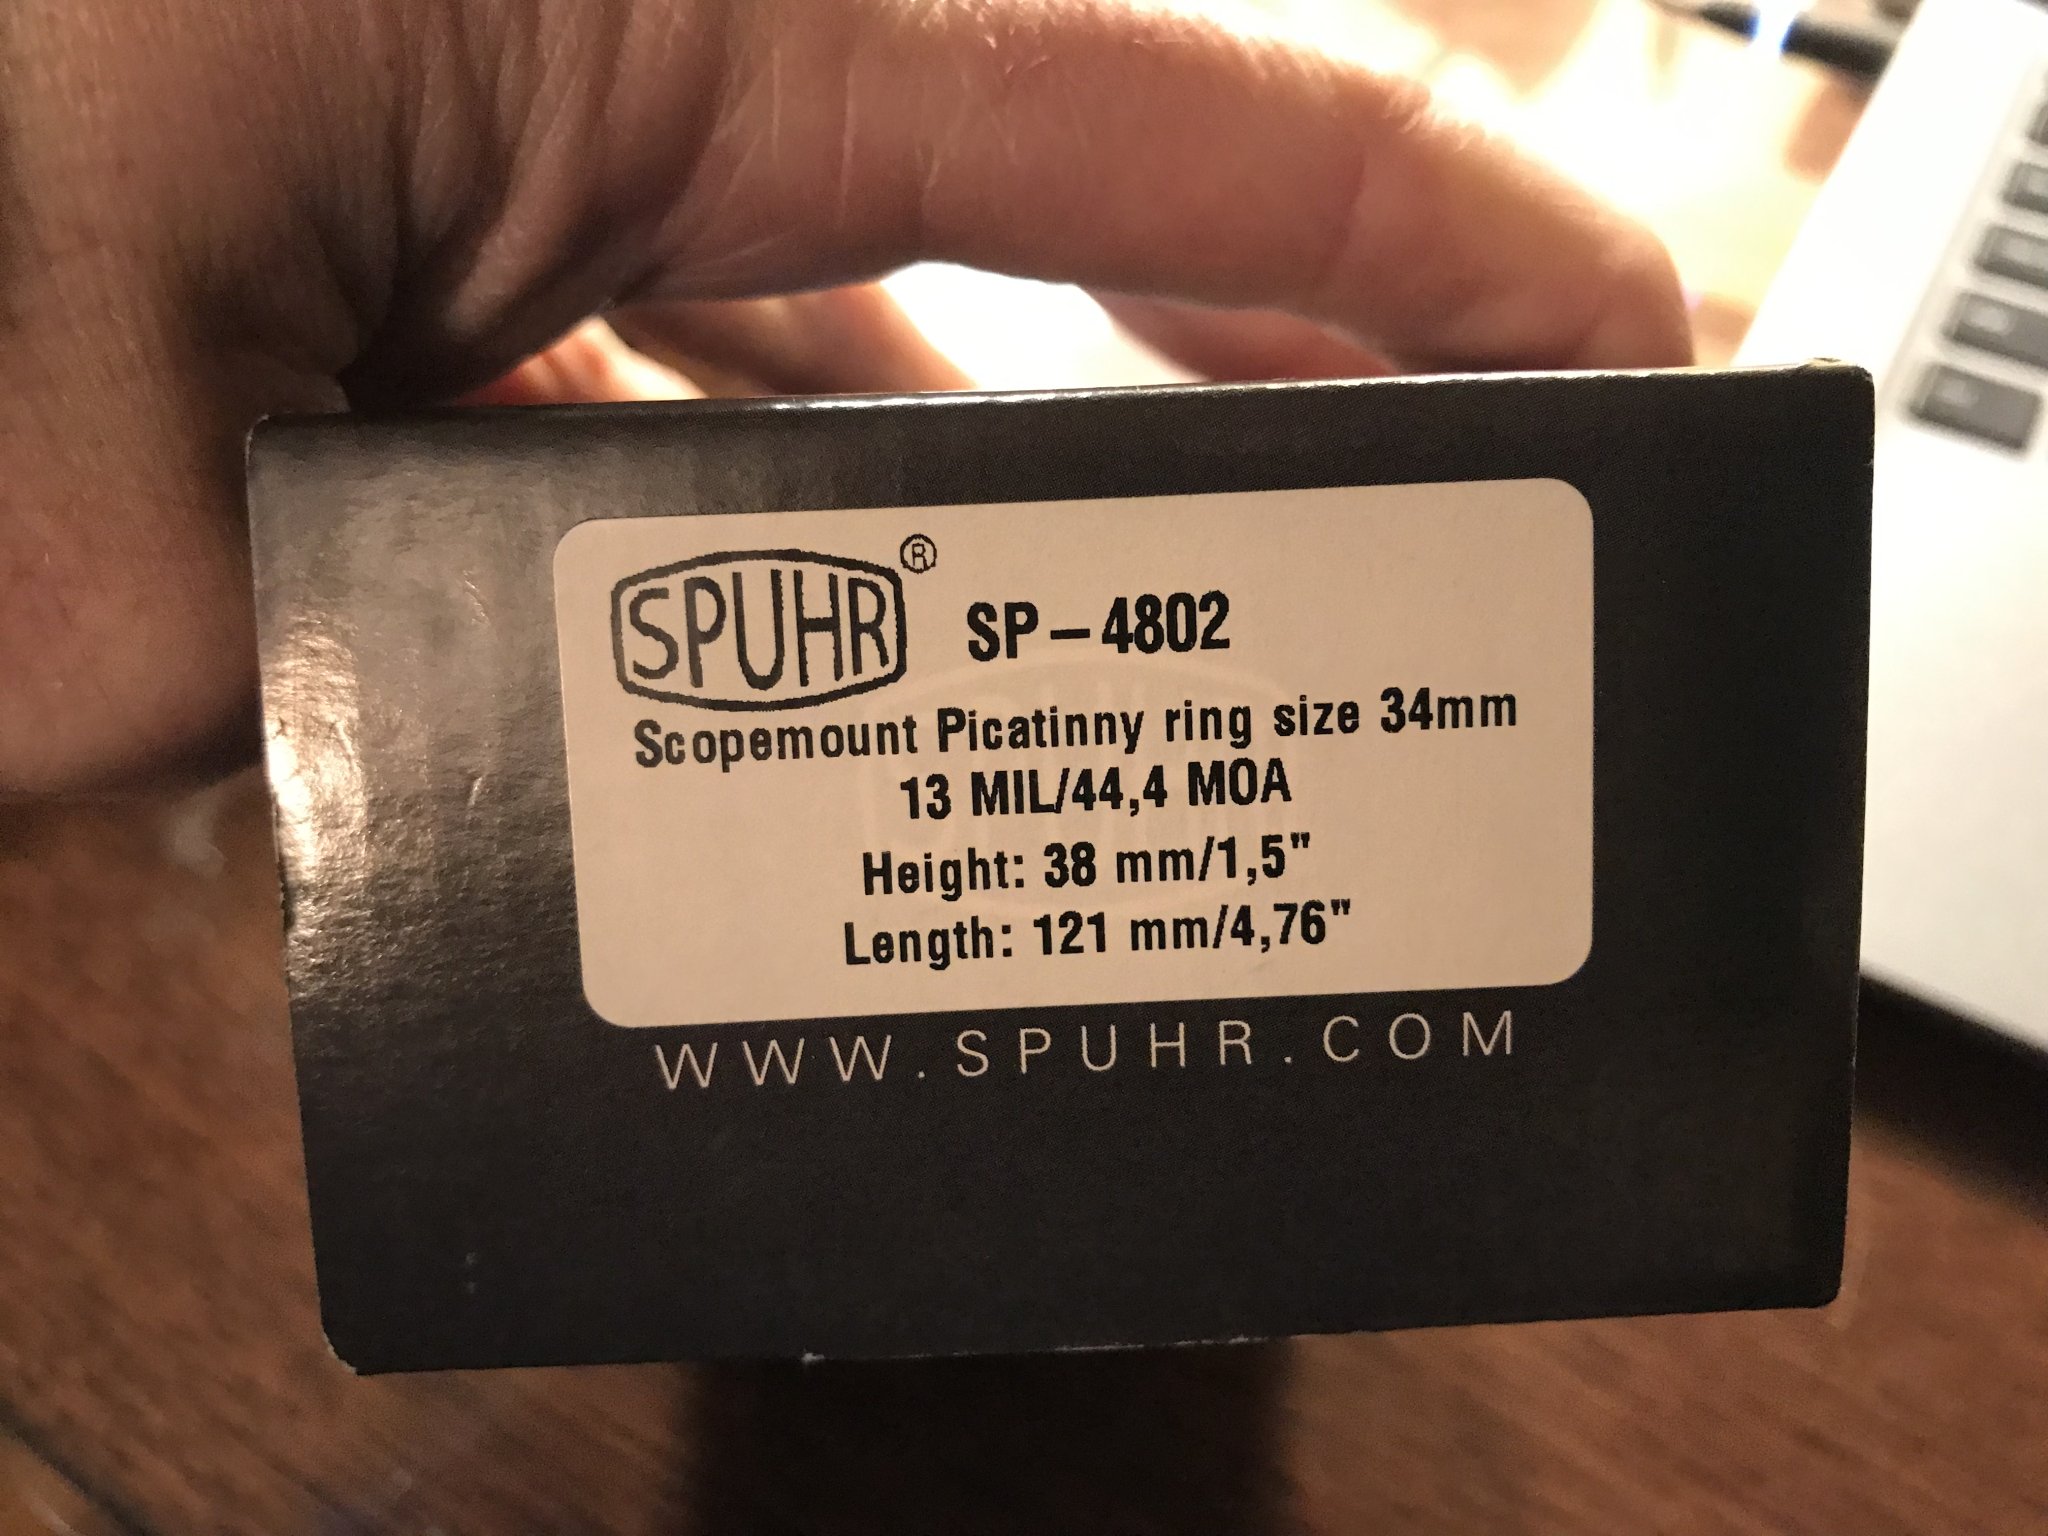 SPUHR® SP-4802
Scopemount Picatinny ring size 34mm
13 MIL/44,4 MOA
Height: 38 mm/1,5"
Length: 121 mm/4,76"
WWW.SPUHR.COM